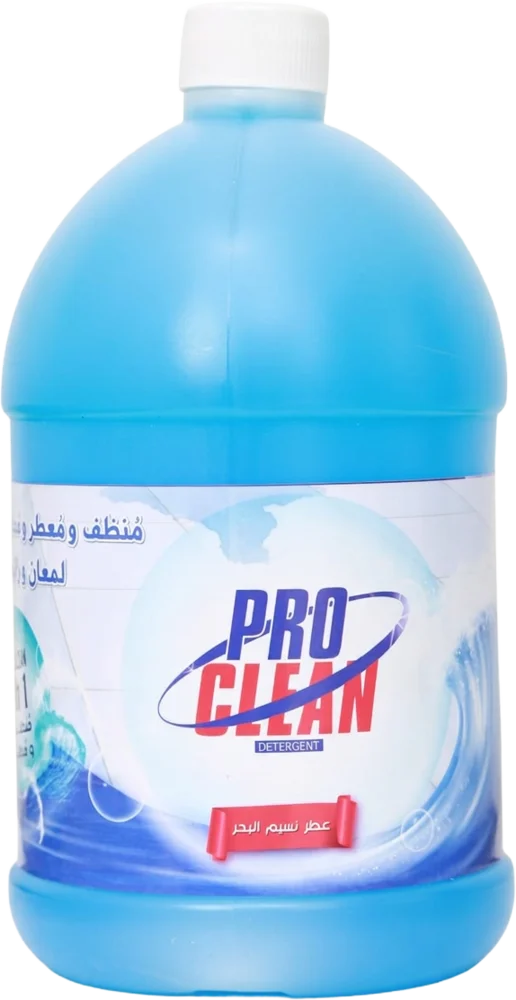 مُنظف ومُعطر و
لمعان و
PRO
CLEAN
DETERGENT
عطر نسيم البحر